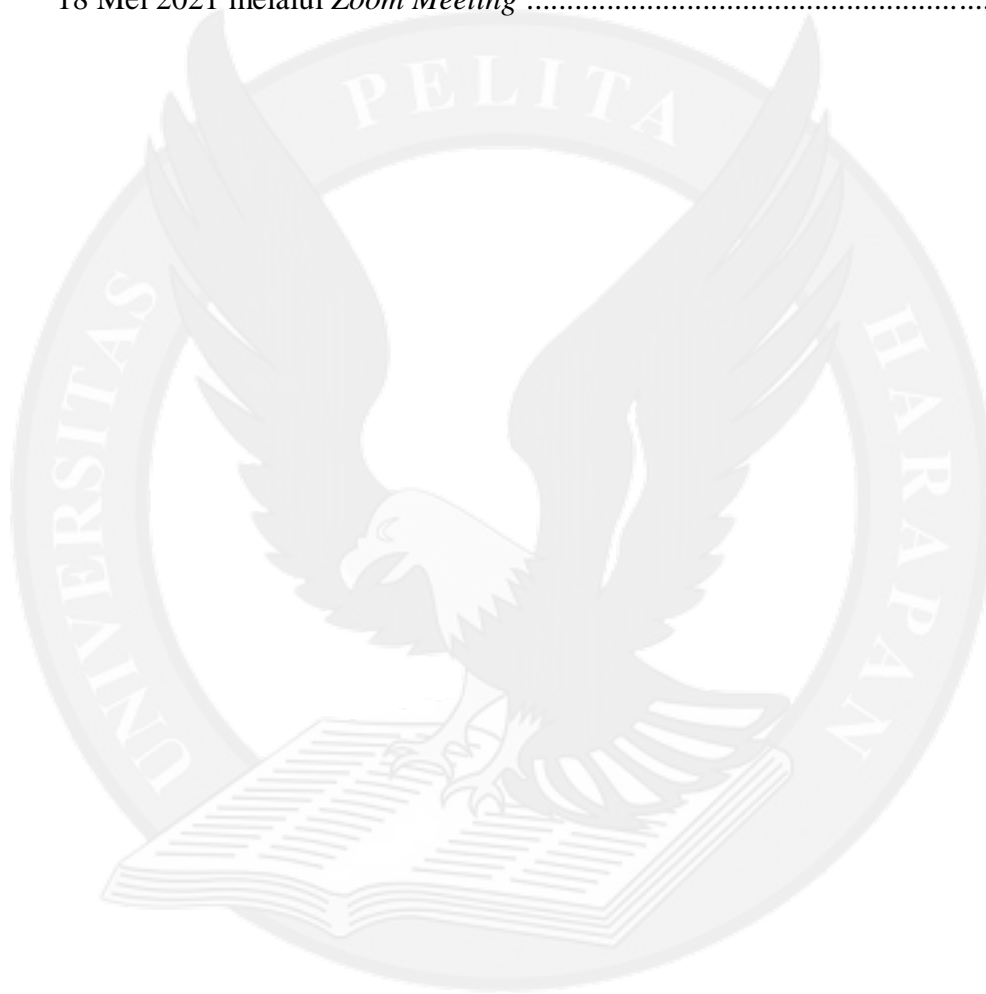 18 Mei 2021 melalui Zoom Meeting ............................................................
PELITA
UNIVERSITAS
HARAPAN